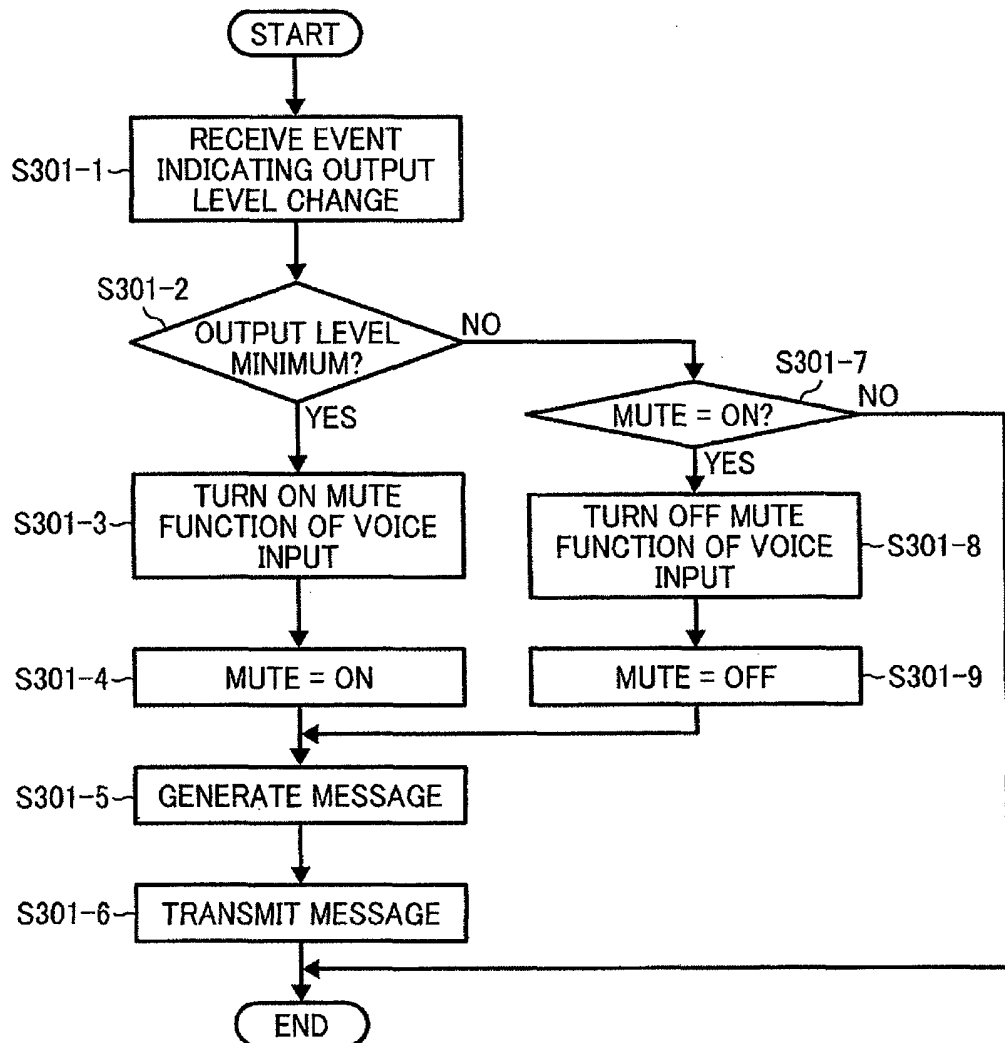 START
S301-1
RECEIVE EVENT
INDICATING OUTPUT
LEVEL CHANGE
S301-2
OUTPUT LEVEL
MINIMUM?
NO
YES
S301-7
MUTE = ON?
NO
YES
S301-3
TURN ON MUTE
FUNCTION OF VOICE
INPUT
TURN OFF MUTE
FUNCTION OF VOICE
INPUT
S301-8
S301-4
MUTE = ON
MUTE = OFF
S301-9
S301-5
GENERATE MESSAGE
S301-6
TRANSMIT MESSAGE
END